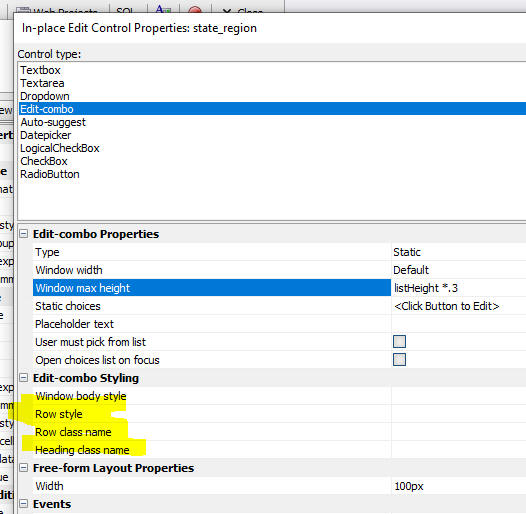 Web Projects SQL Close
In-place Edit Control Properties: state_region
Control type:
Textbox
Textarea
Dropdown
Edit-combo
Auto-suggest
Datepicker
LogicalCheckBox
CheckBox
RadioButton
Edit-combo Properties
Type Static
Window width Default
Window max height listHeight *.3
Static choices <Click Button to Edit>
Placeholder text
User must pick from list
Open choices list on focus
Edit-combo Styling
Window body style
Row style
Row class name
Heading class name
Free-form Layout Properties
Width 100px
Events